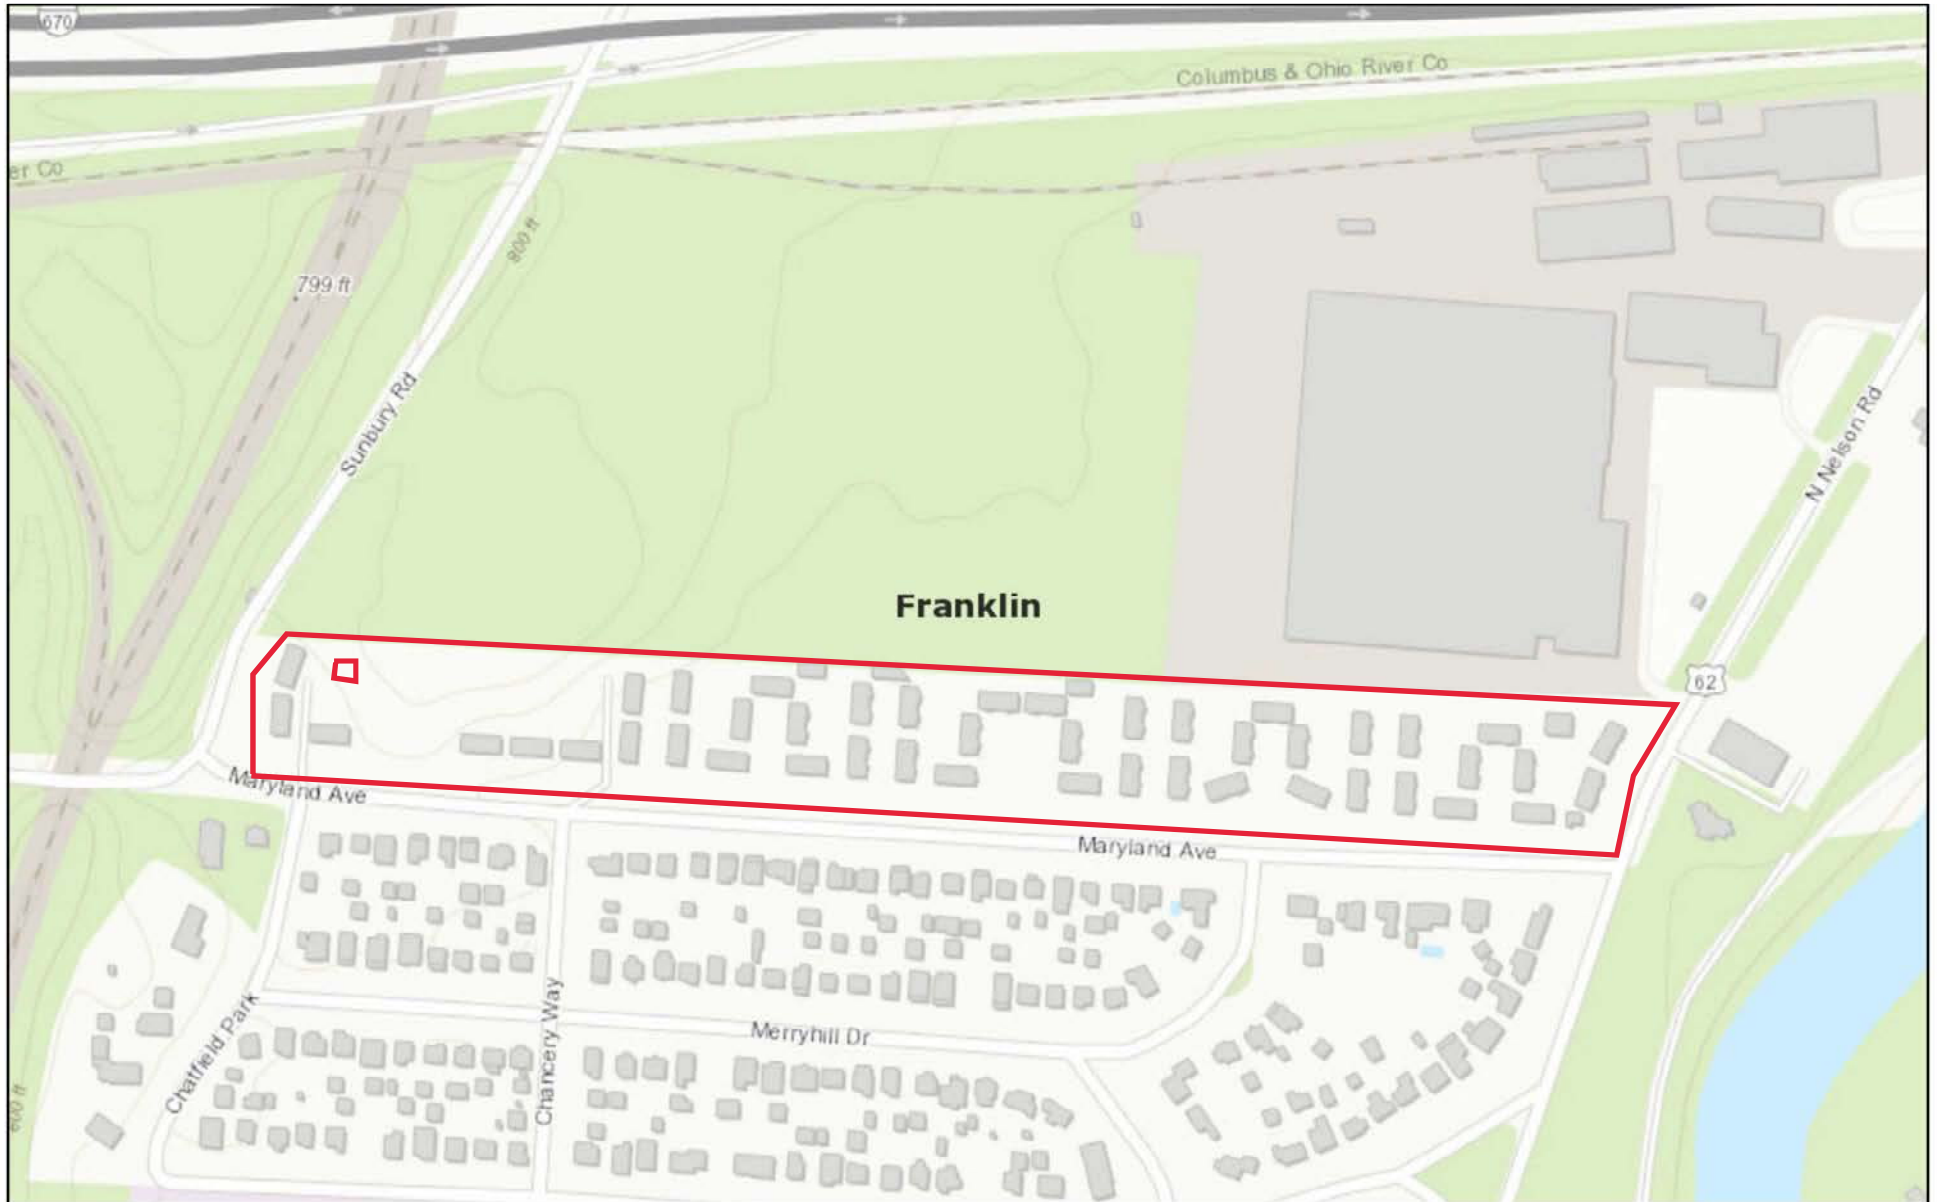 670
Columbus & Ohio River Co
er Co
800 ft
799 ft
Sunbury Rd
N Nelson Rd
Franklin
62
Maryland Ave
Maryland Ave
Chatfield Park
Chancery Way
Merryhill Dr